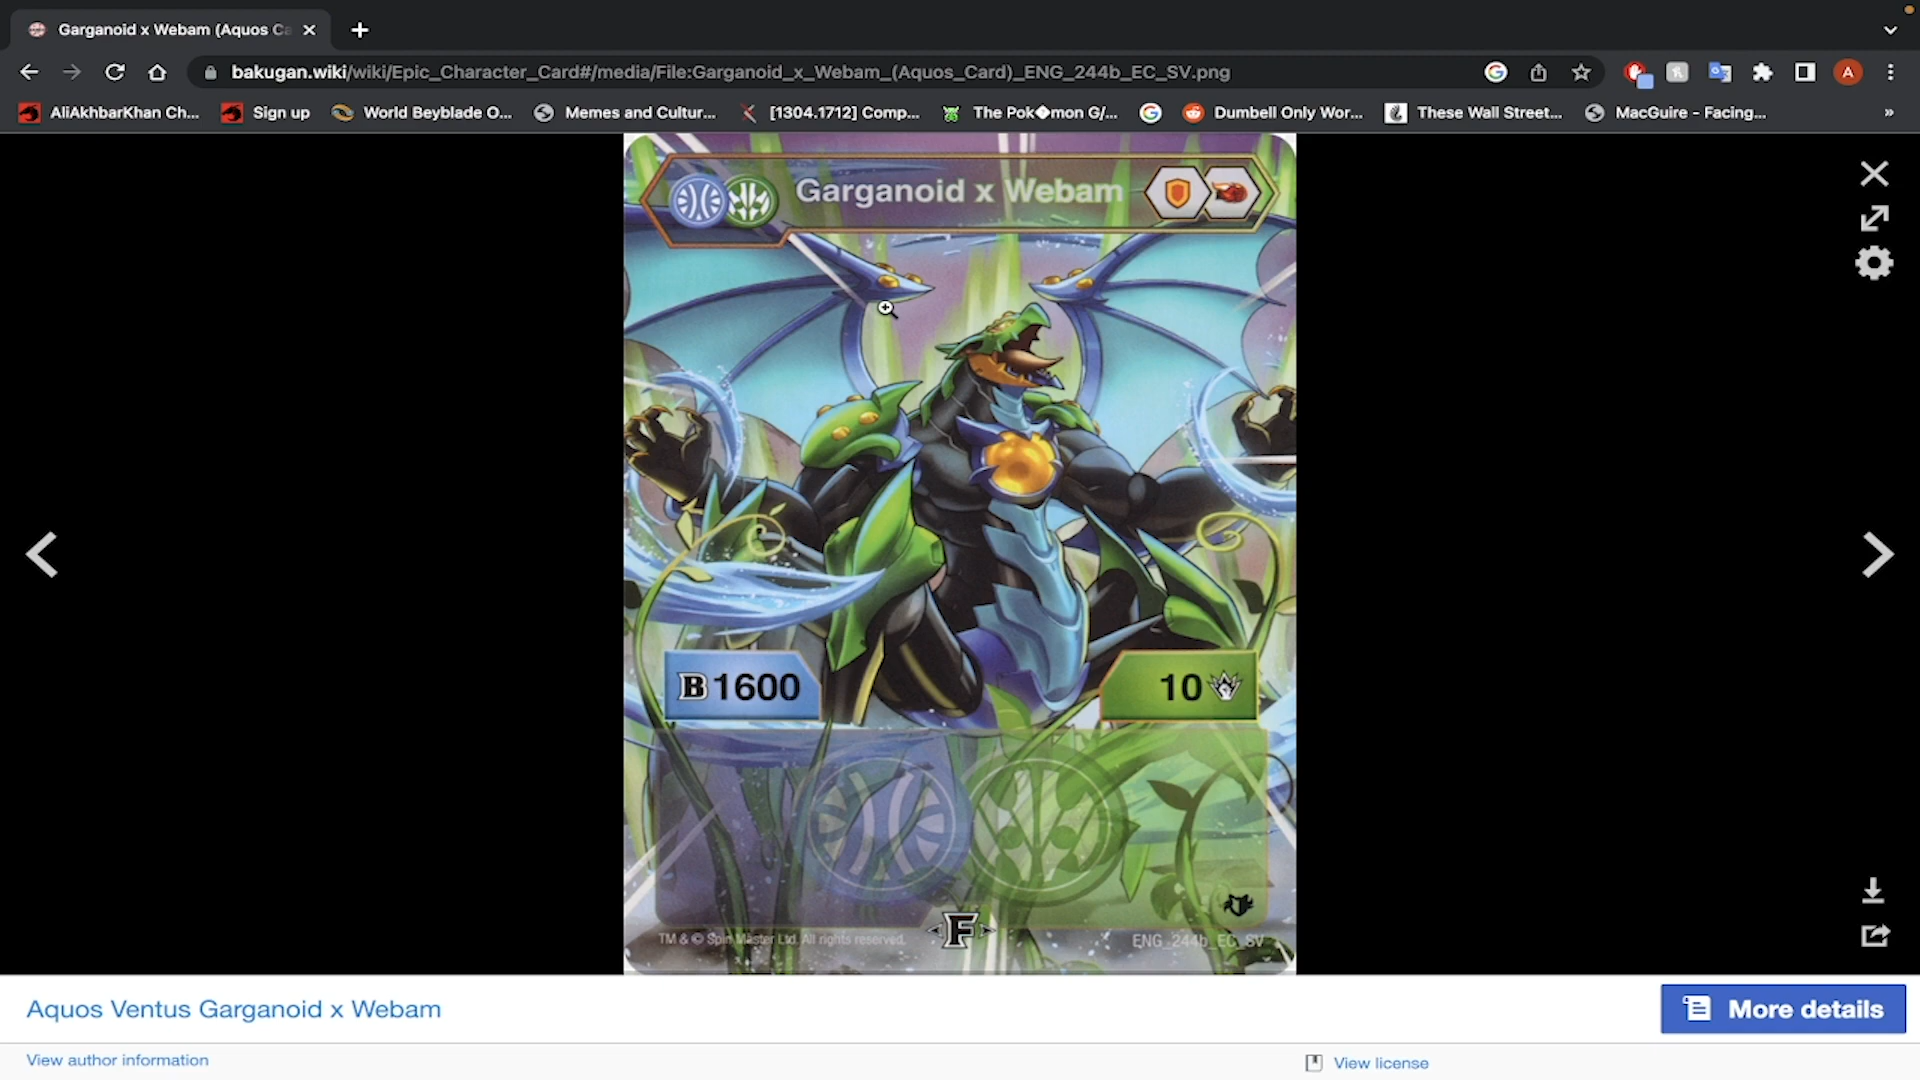 Garganoid x Webam (Aquos Ca
bakugan.wiki/wiki/Epic_Character_Card#/media/File:Garganoid_x_Webam_(Aquos_Card)_ENG_244b_EC_SV.png
A
AliAkhbarKhan Ch...
Sign up
World Beyblade O...
Memes and Cultur...
[1304.1712] Comp...
The Pok�mon G/...
Dumbell Only Wor...
These Wall Street...
MacGuire - Facing...
»
Garganoid x Webam
B 1600
10
F
TM & © Spin Master Ltd. All rights reserved.
ENG_244b_EC_SV
Aquos Ventus Garganoid x Webam
More details
View author information
View license